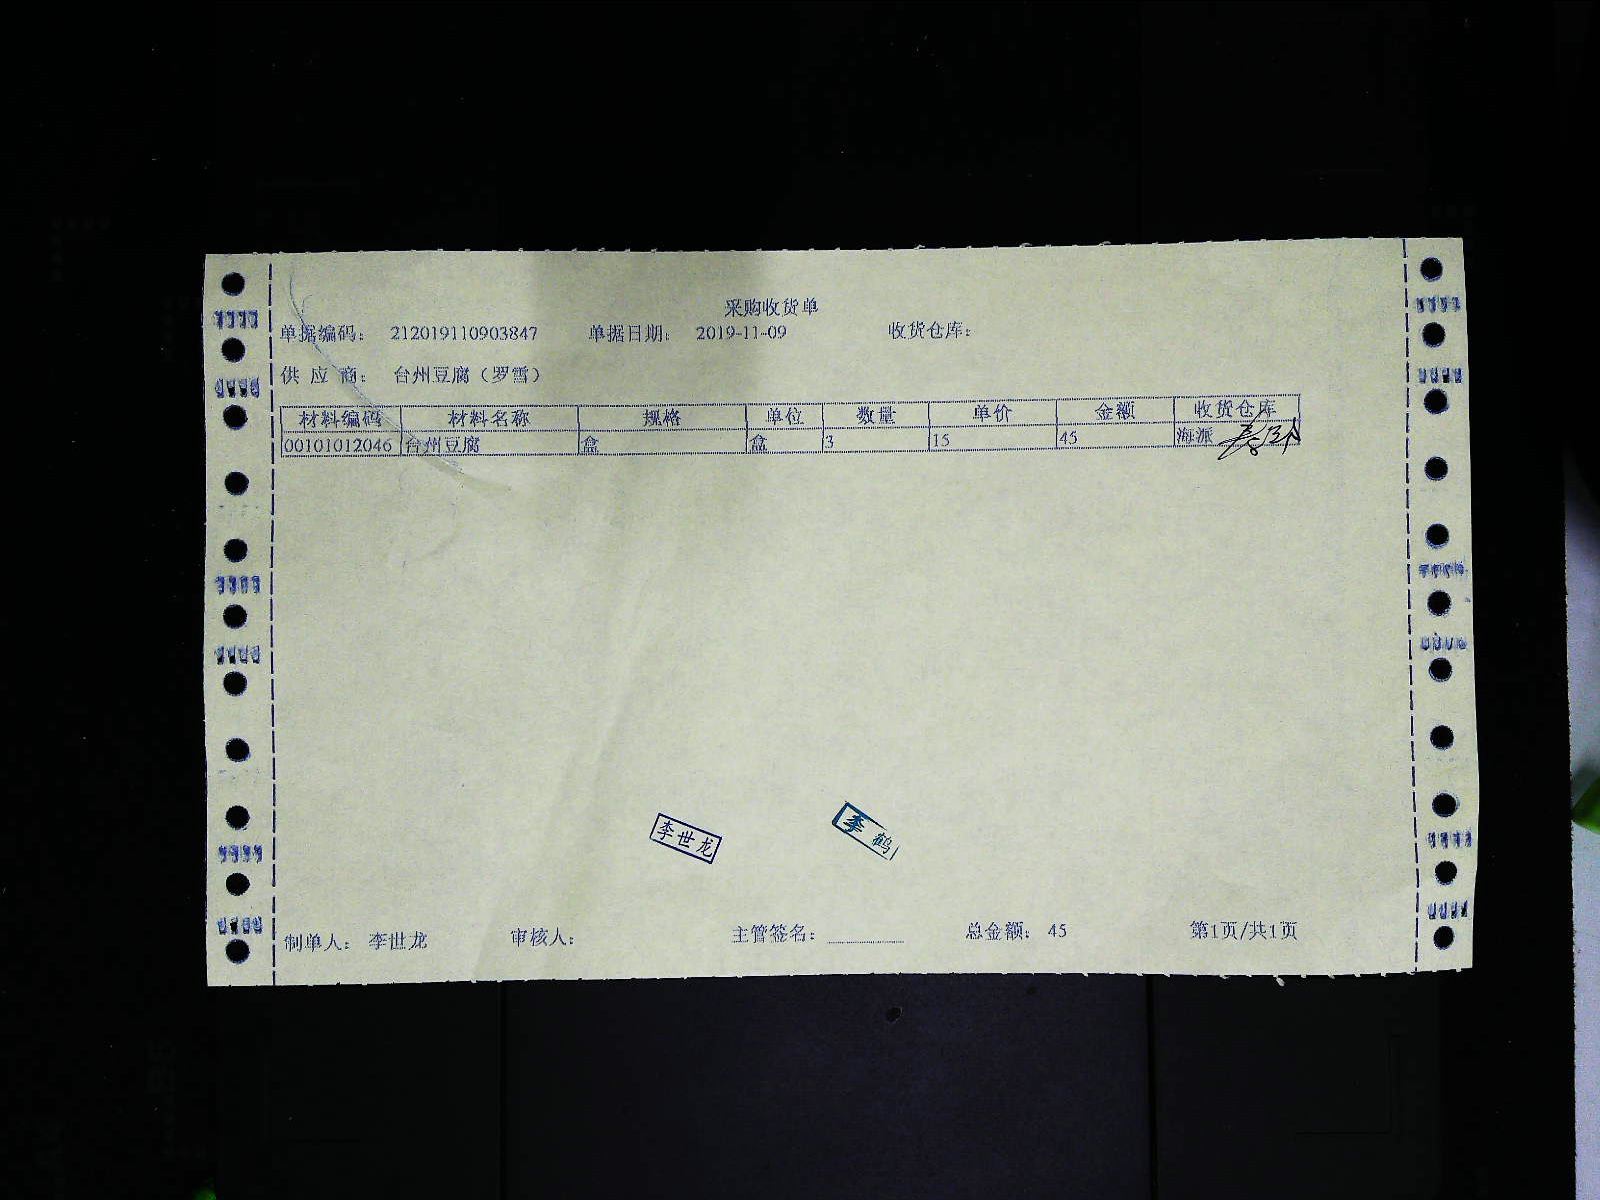 采购收货单
单据编码： 212019110903847 单据日期： 2019-11-09 收货仓库：
供 应 商： 台州豆腐（罗雪）
材料编码 材料名称 规格 单位 数量 单价 金额 收货仓库
00101012046 台州豆腐 盒 盒 3 15 45 海派
李世龙 李鹤
制单人： 李世龙 审核人： 主管签名： 总金额： 45 第1页/共1页